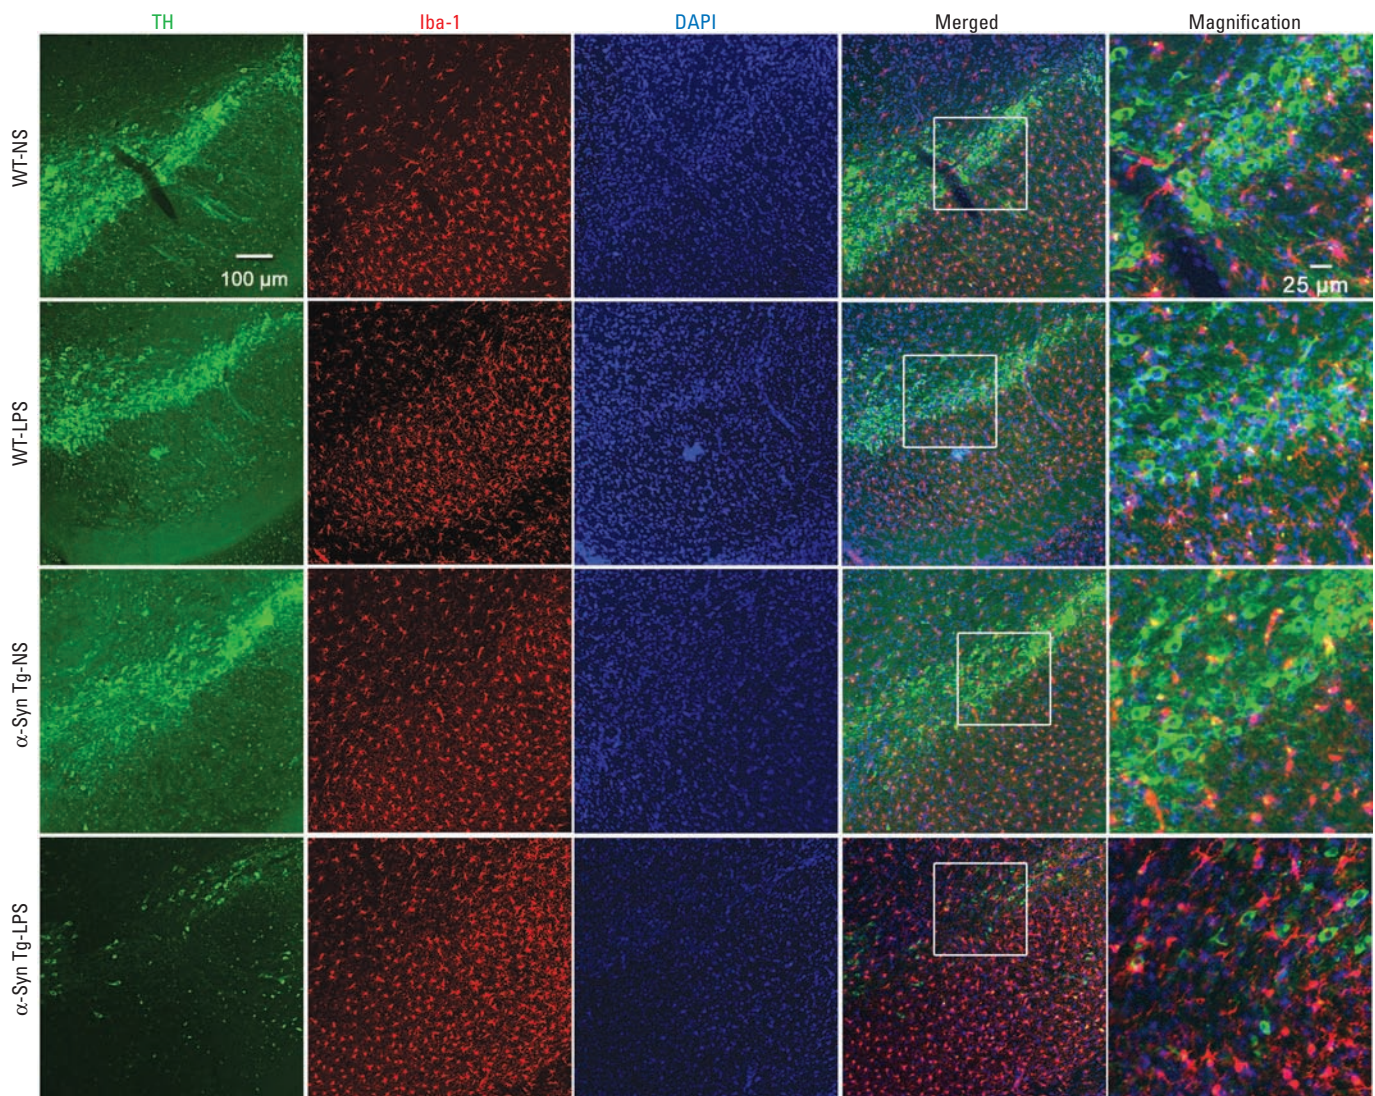 TH Iba-1 DAPI Merged Magnification
WT-NS
100 µm
25 µm
WT-LPS
α-Syn Tg-NS
α-Syn Tg-LPS